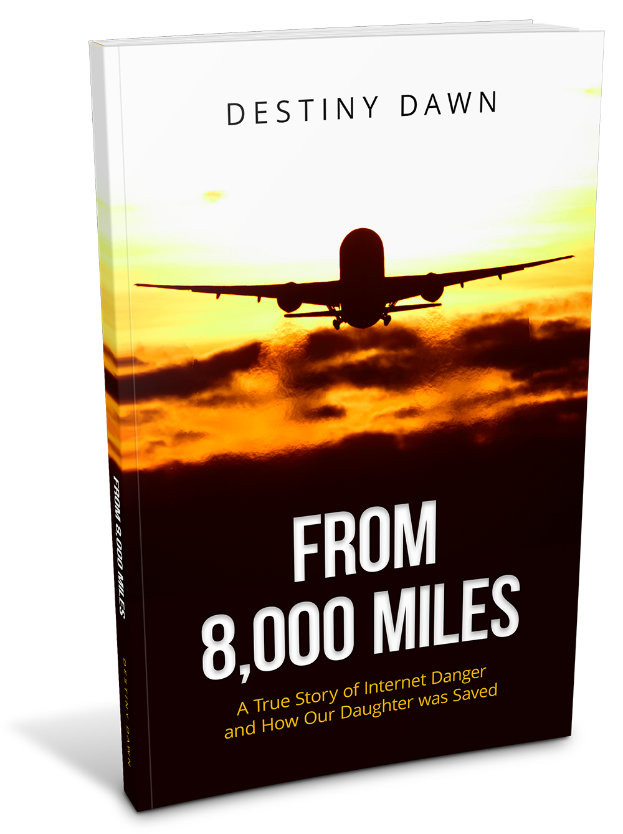 DESTINY DAWN
FROM
8,000 MILES
A True Story of Internet Danger
and How Our Daughter was Saved
FROM 8,000 MILES
DESTINY DAWN